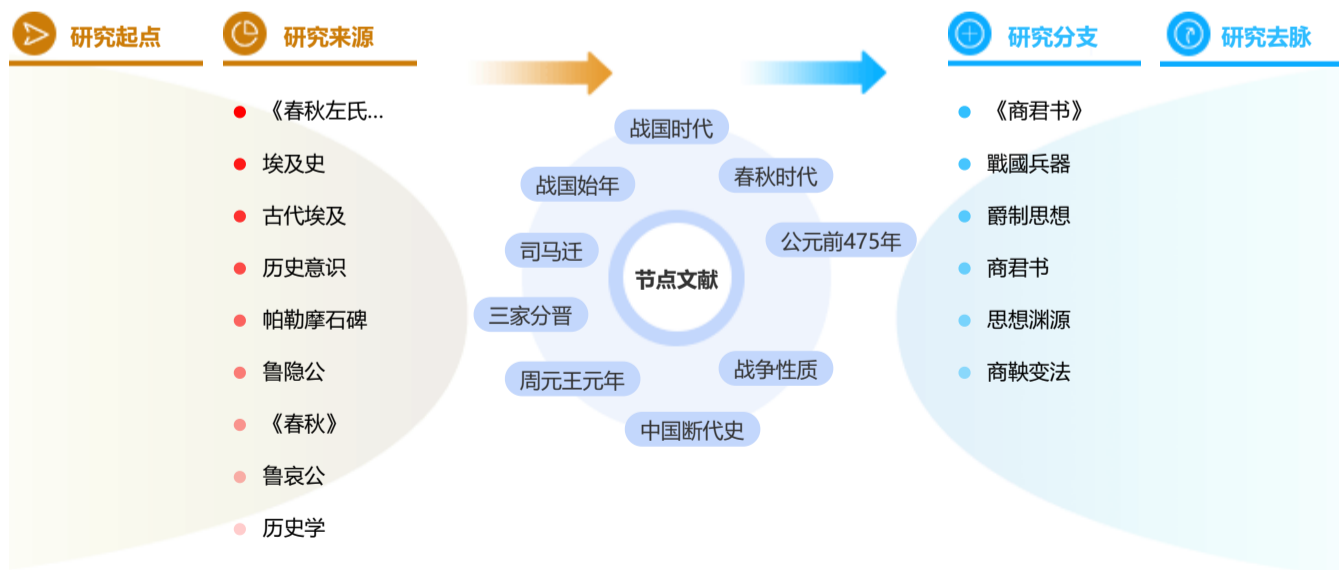 研究起点
研究来源
研究分支
研究去脉
《春秋左氏...
埃及史
古代埃及
历史意识
帕勒摩石碑
鲁隐公
《春秋》
鲁哀公
历史学
战国时代
战国始年
春秋时代
司马迁
公元前475年
节点文献
三家分晋
周元王元年
战争性质
中国断代史
《商君书》
戰國兵器
爵制思想
商君书
思想渊源
商鞅变法